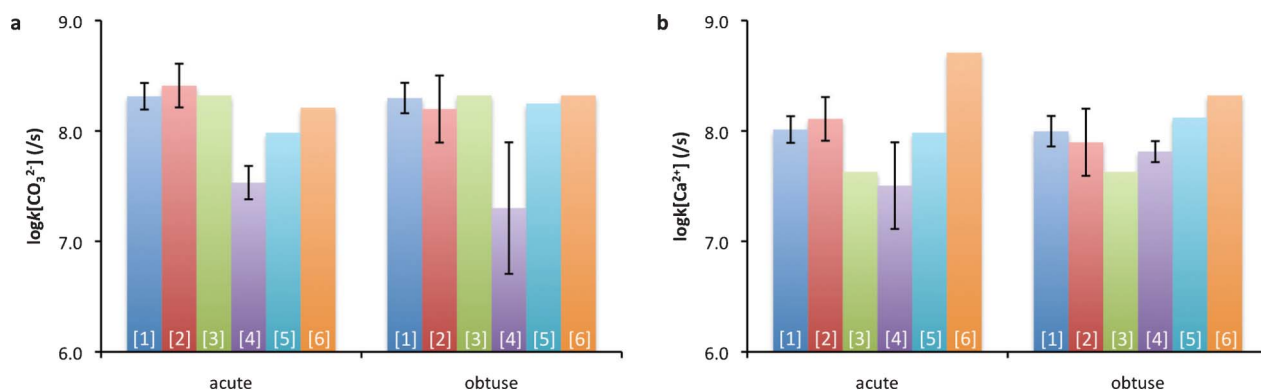 a
9.0
8.0
7.0
6.0
logk[CO₃²⁻] (/s)
[1] [2] [3] [4] [5] [6]
[1] [2] [3] [4] [5] [6]
acute obtuse
b
9.0
8.0
7.0
6.0
logk[Ca²⁺] (/s)
[1] [2] [3] [4] [5] [6]
[1] [2] [3] [4] [5] [6]
acute obtuse